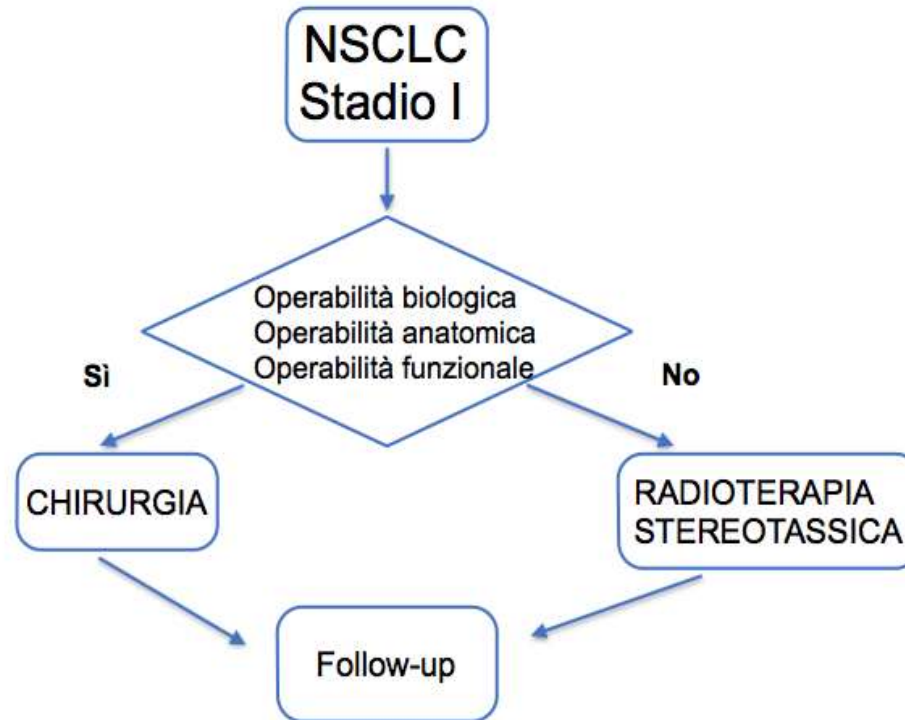 NSCLC
Stadio I
Operabilità biologica
Operabilità anatomica
Operabilità funzionale
Sì
No
CHIRURGIA
RADIOTERAPIA
STEREOTASSICA
Follow-up